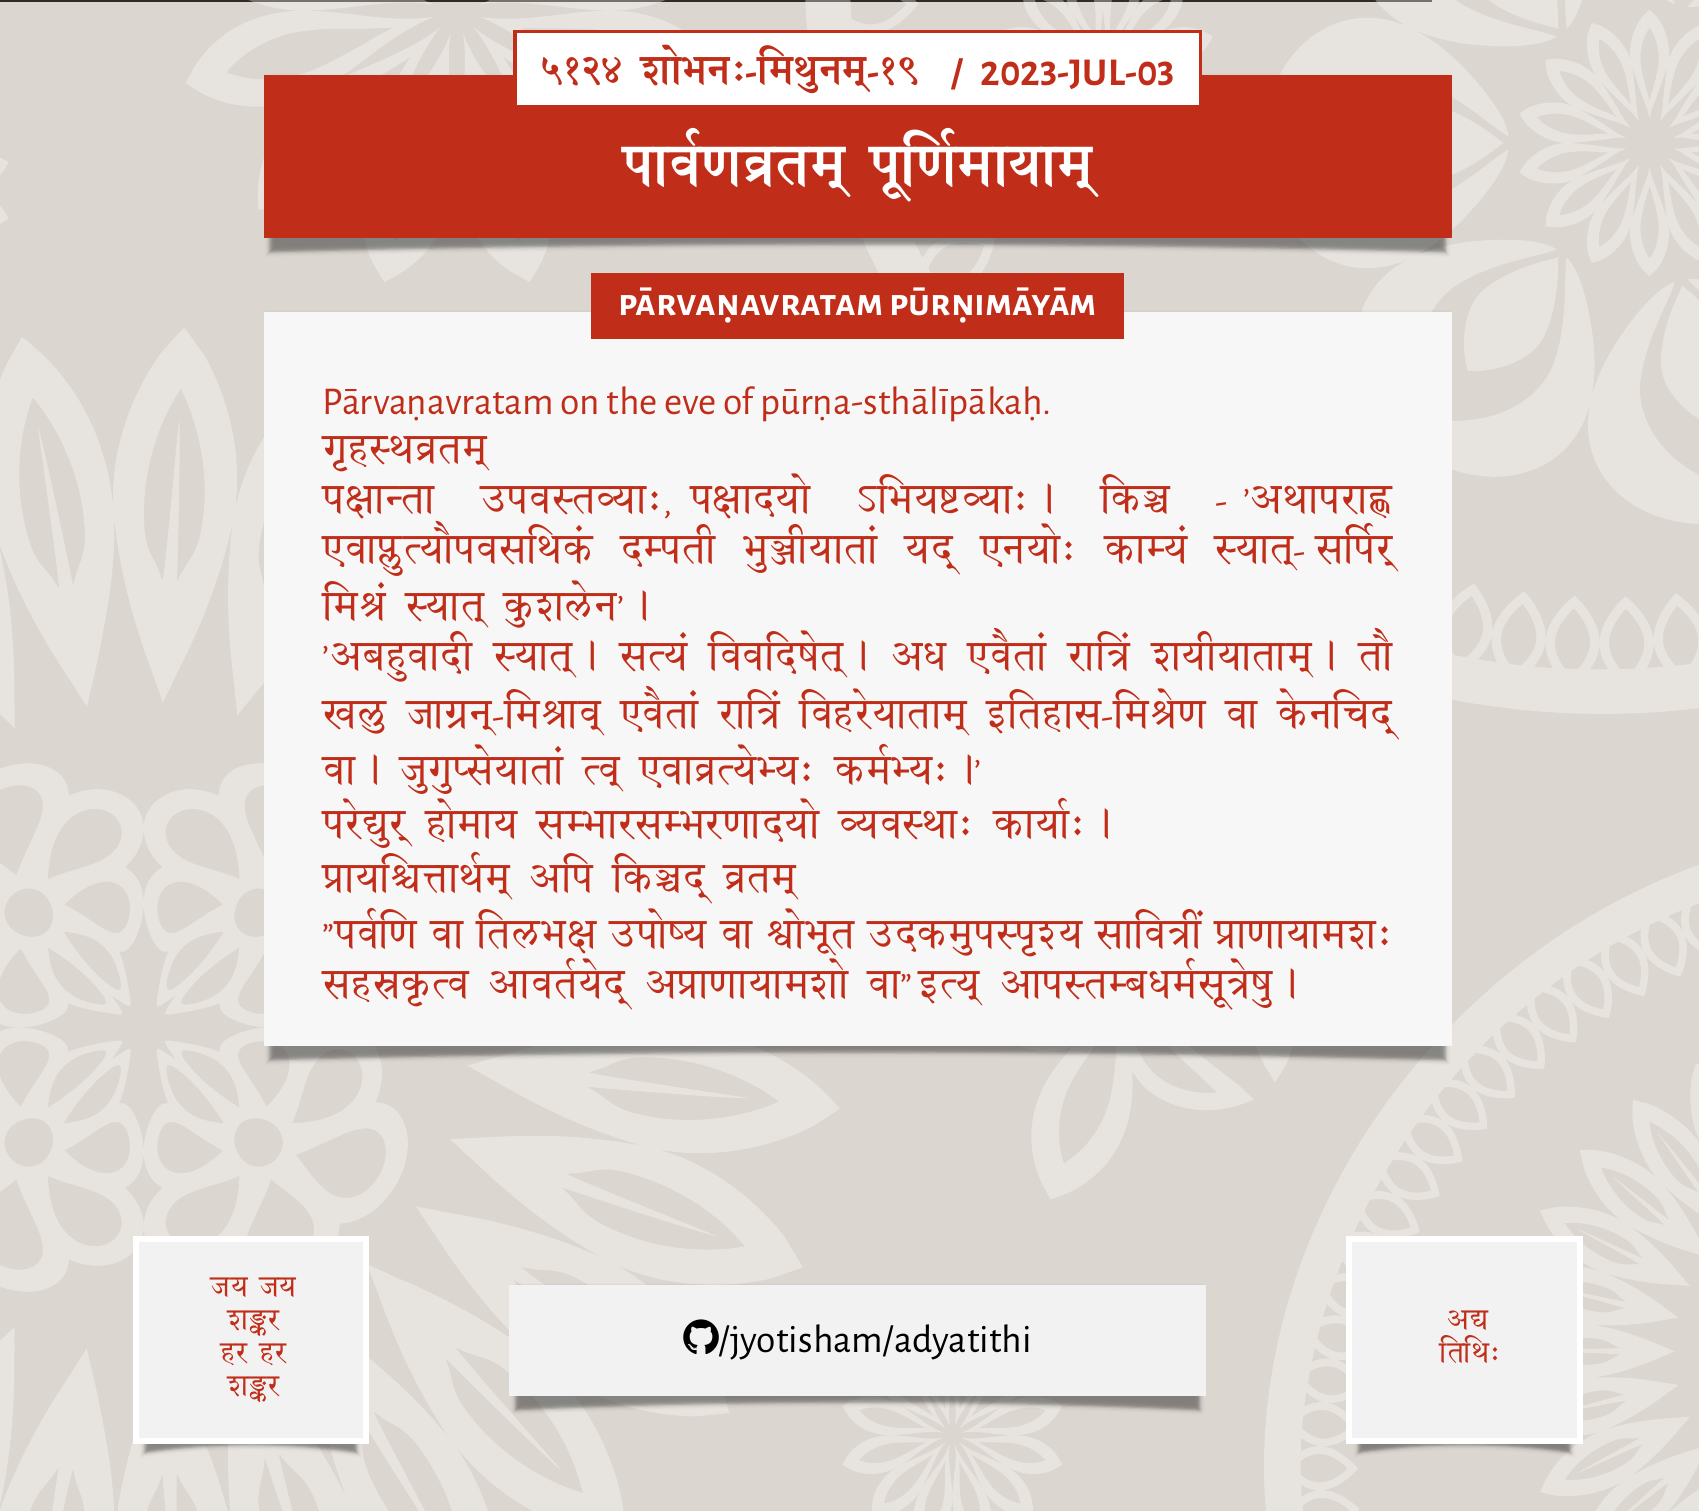 ५१२४ शोभनः-मिथुनम्-१९ / 2023-JUL-03
पार्वणव्रतम् पूर्णिमायाम्
PĀRVAṆAVRATAM PŪRṆIMĀYĀM
Pārvaṇavratam on the eve of pūrṇa-sthālīpākaḥ.
गृहस्थव्रतम्
पक्षान्ता उपवस्तव्याः, पक्षादयो ऽभियष्टव्याः। किञ्च - ’अथापराह्ण
एवाप्लुत्यौपवसथिकं दम्पती भुञ्जीयातां यद् एनयोः काम्यं स्यात्- सर्पिर्
मिश्रं स्यात् कुशलेन’।
’अबहुवादी स्यात्। सत्यं विवदिषेत्। अध एवैतां रात्रिं शयीयाताम्। तौ
खलु जाग्रन्-मिश्राव् एवैतां रात्रिं विहरेयाताम् इतिहास-मिश्रेण वा केनचिद्
वा। जुगुप्सेयातां त्व् एवाव्रत्येभ्यः कर्मभ्यः।’
परेद्युर् होमाय सम्भारसम्भरणादयो व्यवस्थाः कार्याः।
प्रायश्चित्तार्थम् अपि किञ्चद् व्रतम्
”पर्वणि वा तिलभक्ष उपोष्य वा श्वोभूत उदकमुपस्पृश्य सावित्रीं प्राणायामशः
सहस्रकृत्व आवर्तयेद् अप्राणायामशो वा” इत्य् आपस्तम्बधर्मसूत्रेषु।
जय जय
शङ्कर
हर हर
शङ्कर
/jyotisham/adyatithi
अद्य
तिथिः